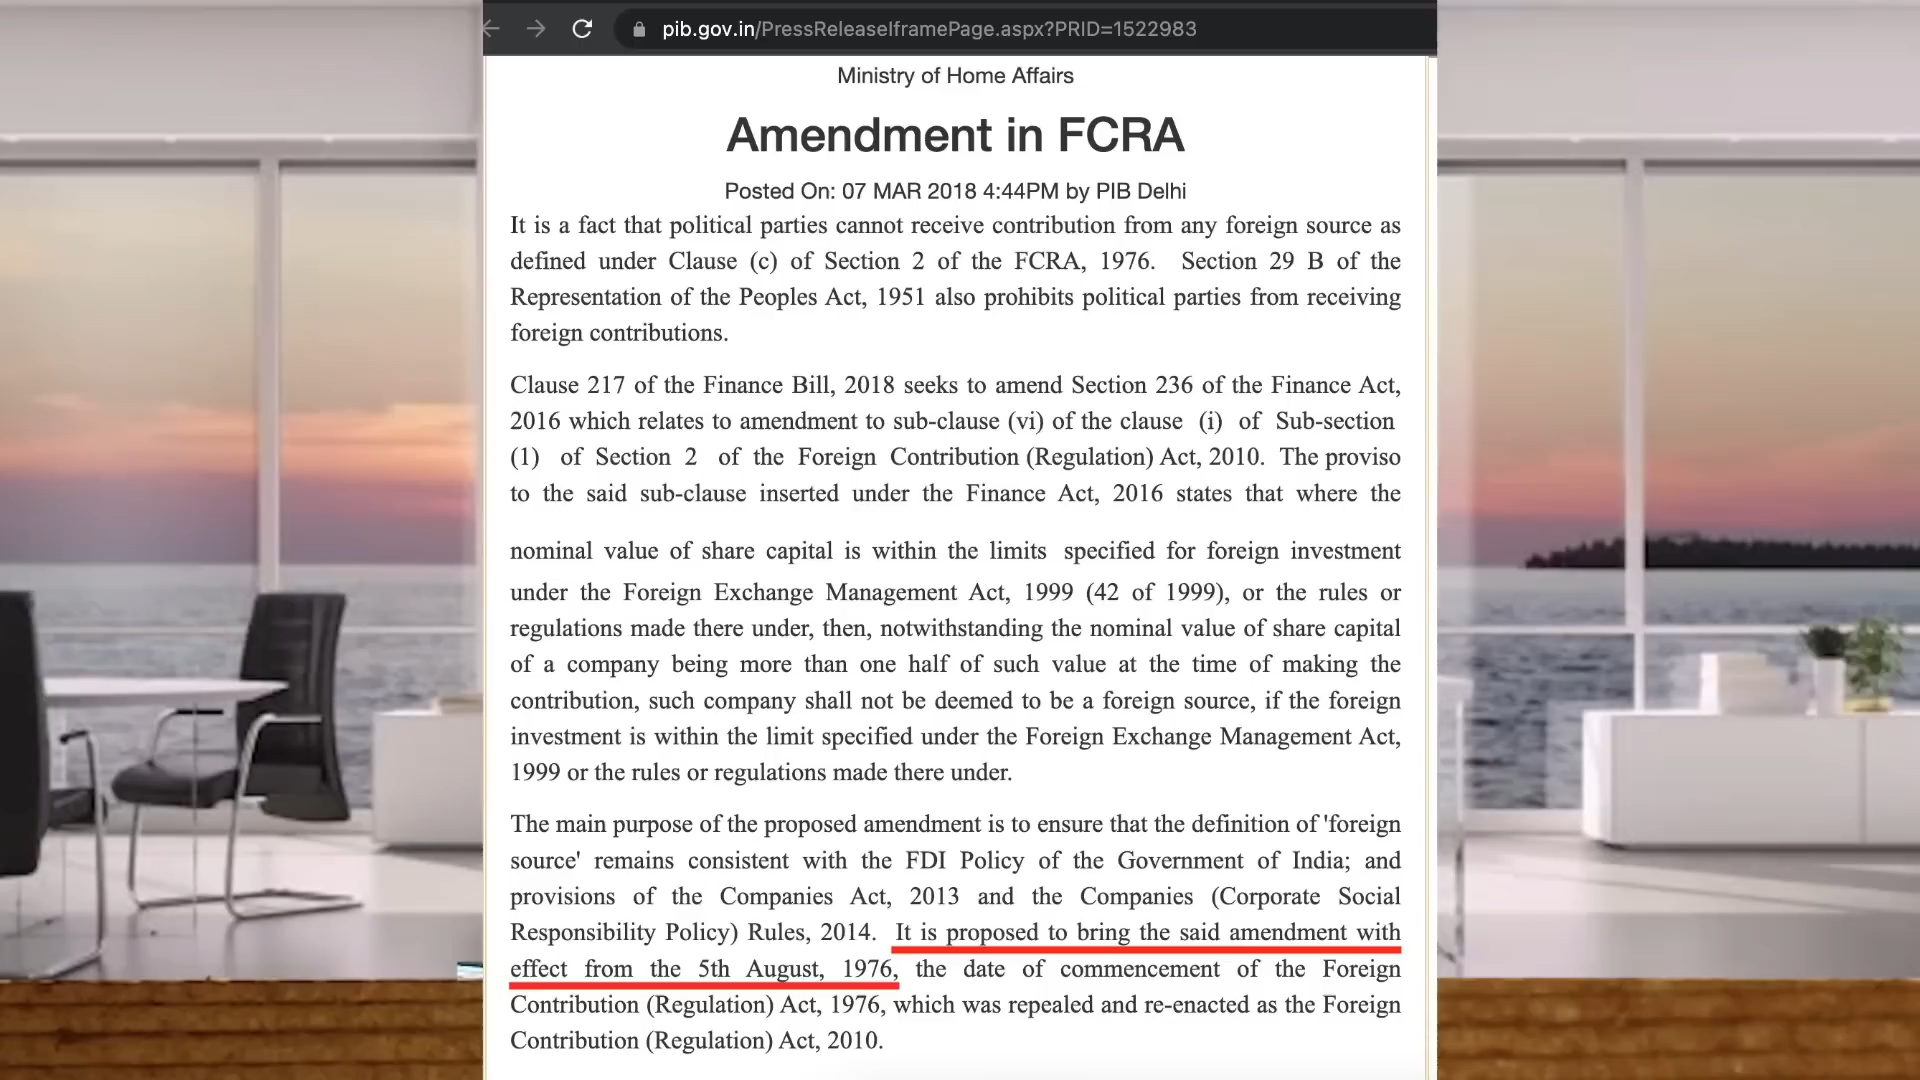 pib.gov.in/PressReleaseIframePage.aspx?PRID=1522983
Ministry of Home Affairs
Amendment in FCRA
Posted On: 07 MAR 2018 4:44PM by PIB Delhi
It is a fact that political parties cannot receive contribution from any foreign source as
defined under Clause (c) of Section 2 of the FCRA, 1976. Section 29 B of the
Representation of the Peoples Act, 1951 also prohibits political parties from receiving
foreign contributions.
Clause 217 of the Finance Bill, 2018 seeks to amend Section 236 of the Finance Act,
2016 which relates to amendment to sub-clause (vi) of the clause (i) of Sub-section
(1) of Section 2 of the Foreign Contribution (Regulation) Act, 2010. The proviso
to the said sub-clause inserted under the Finance Act, 2016 states that where the
nominal value of share capital is within the limits specified for foreign investment
under the Foreign Exchange Management Act, 1999 (42 of 1999), or the rules or
regulations made there under, then, notwithstanding the nominal value of share capital
of a company being more than one half of such value at the time of making the
contribution, such company shall not be deemed to be a foreign source, if the foreign
investment is within the limit specified under the Foreign Exchange Management Act,
1999 or the rules or regulations made there under.
The main purpose of the proposed amendment is to ensure that the definition of 'foreign
source' remains consistent with the FDI Policy of the Government of India; and
provisions of the Companies Act, 2013 and the Companies (Corporate Social
Responsibility Policy) Rules, 2014. It is proposed to bring the said amendment with
effect from the 5th August, 1976, the date of commencement of the Foreign
Contribution (Regulation) Act, 1976, which was repealed and re-enacted as the Foreign
Contribution (Regulation) Act, 2010.